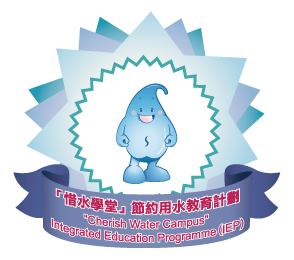 「惜水學堂」節約用水教育計劃
"Cherish Water Campus"
Integrated Education Programme (IEP)